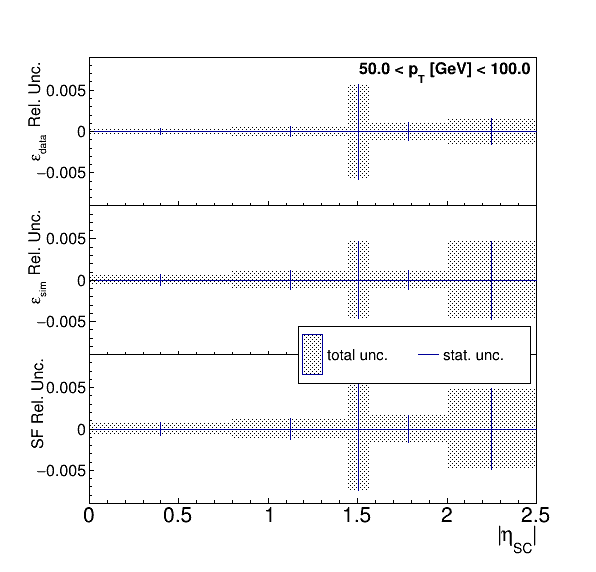 50.0 < p_T [GeV] < 100.0
ε_data Rel. Unc.
0.005
0
−0.005
ε_sim Rel. Unc.
0.005
0
−0.005
total unc. stat. unc.
SF Rel. Unc.
0.005
0
−0.005
0 0.5 1 1.5 2 2.5
|η_SC|